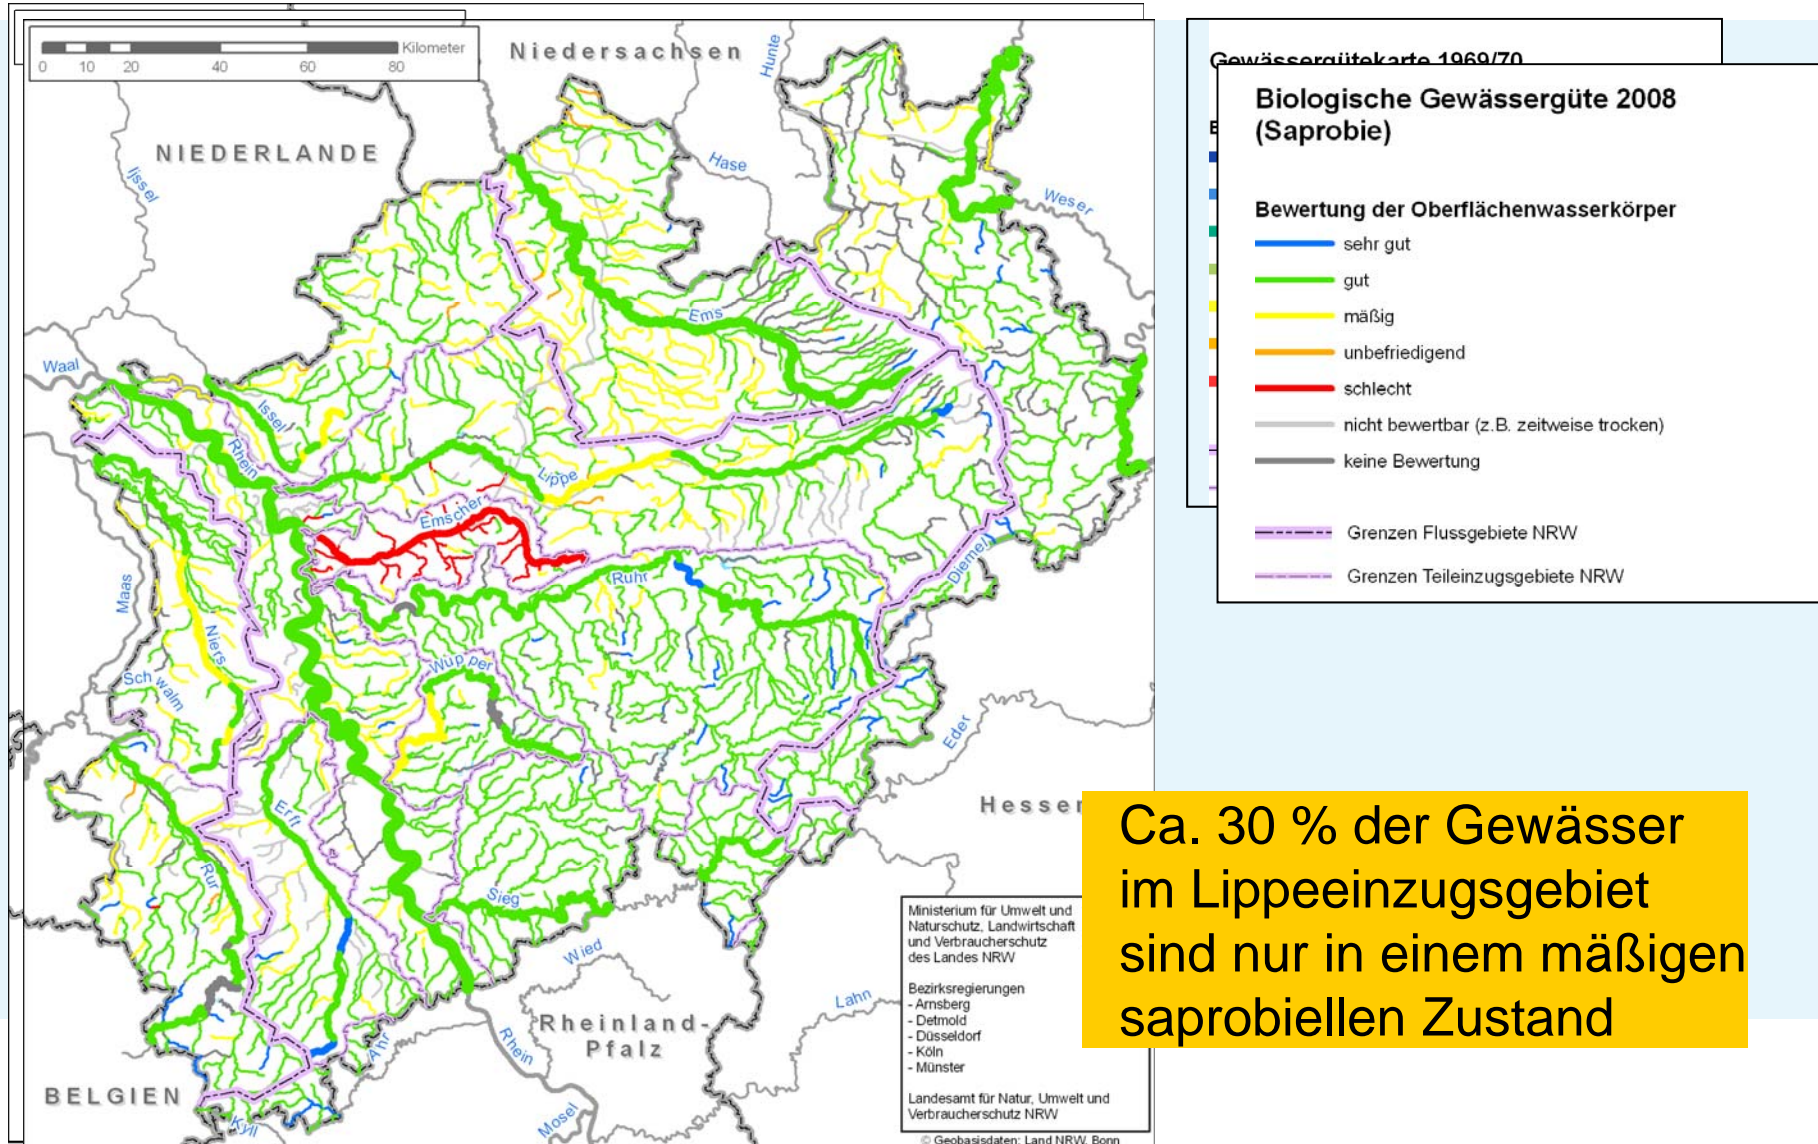 Kilometer
0 10 20 40 60 80
Niedersachsen
Hunte
NIEDERLANDE
Ijssel
Hase
Weser
Ems
Waal
Issel
Rhein
Lippe
Emscher
Ruhr
Diemel
Maas
Niers
Schwalm
Wupper
Eder
Hessen
Erft
Rur
Sieg
Wied
Lahn
Rheinland-
Pfalz
Rhein
Ahr
Mosel
BELGIEN
Kyll
Gewässergütekarte 1969/70
Biologische Gewässergüte 2008
(Saprobie)
Bewertung der Oberflächenwasserkörper
sehr gut
gut
mäßig
unbefriedigend
schlecht
nicht bewertbar (z.B. zeitweise trocken)
keine Bewertung
Grenzen Flussgebiete NRW
Grenzen Teileinzugsgebiete NRW
Ca. 30 % der Gewässer
im Lippeeinzugsgebiet
sind nur in einem mäßigen
saprobiellen Zustand
Ministerium für Umwelt und
Naturschutz, Landwirtschaft
und Verbraucherschutz
des Landes NRW
Bezirksregierungen
- Arnsberg
- Detmold
- Düsseldorf
- Köln
- Münster
Landesamt für Natur, Umwelt und
Verbraucherschutz NRW
© Geobasisdaten: Land NRW, Bonn